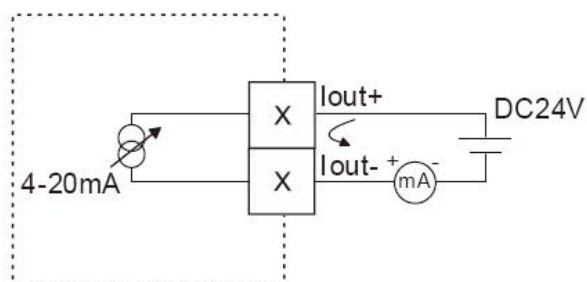 Iout+
DC24V
X
Iout-
+
-
mA
X
4-20mA